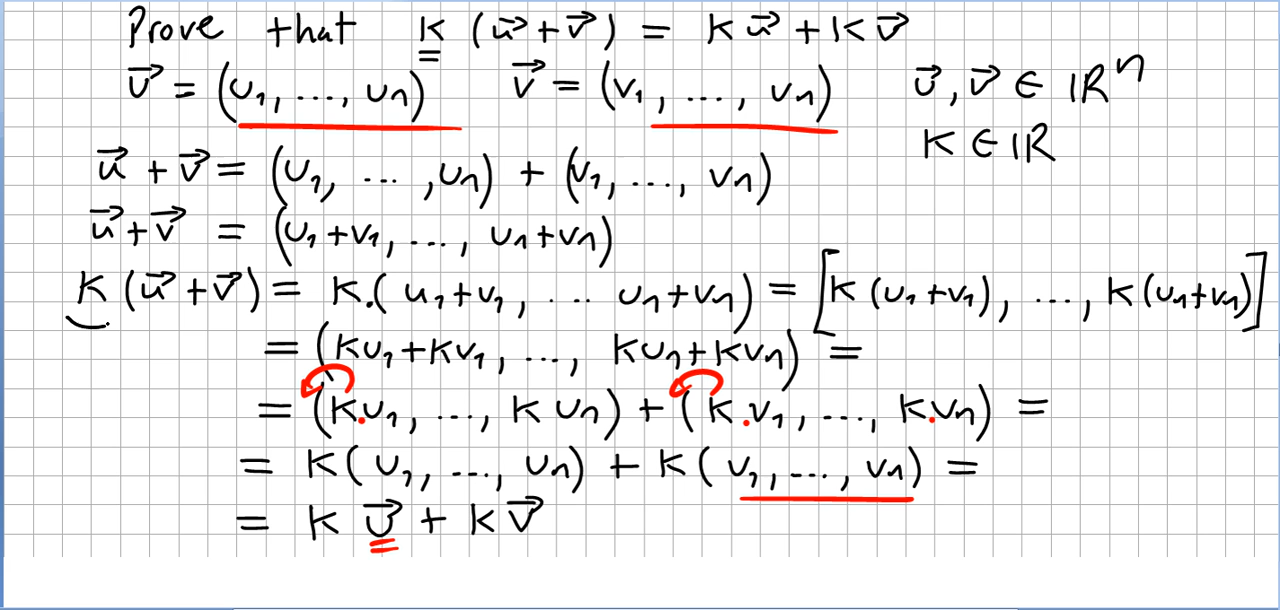 Prove that k (u⃗ + v⃗) = k u⃗ + k v⃗
u⃗ = (u₁, ..., uₙ) v⃗ = (v₁, ..., vₙ) u⃗, v⃗ ∈ ℝⁿ
k ∈ ℝ
u⃗ + v⃗ = (u₁, ... , uₙ) + (v₁, ..., vₙ)
u⃗ + v⃗ = (u₁ + v₁, ..., uₙ + vₙ)
k (u⃗ + v⃗) = k.( u₁ + v₁, ... uₙ + vₙ) = [k (u₁ + v₁), ..., k (uₙ + vₙ)]
= (ku₁ + kv₁, ..., kuₙ + kvₙ) =
= (k.u₁, ..., k uₙ) + (k.v₁, ..., k.vₙ) =
= k( u₁, ..., uₙ) + k( v₁, ..., vₙ) =
= k u⃗ + k v⃗